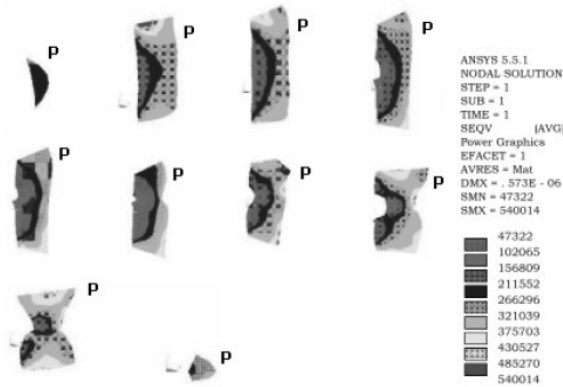 P
P
P
P
P
P
P
P
P
P
ANSYS 5.5.1
NODAL SOLUTION
STEP = 1
SUB = 1
TIME = 1
SEQV (AVG)
Power Graphics
EFACET = 1
AVRES = Mat
DMX = . 573E - 06
SMN = 47322
SMX = 540014
47322
102065
156809
211552
266296
321039
375703
430527
485270
540014